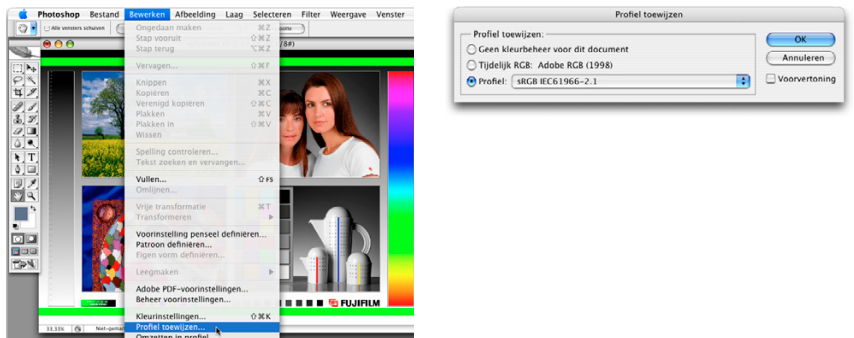 Photoshop Bestand Bewerken Afbeelding Laag Selecteren Filter Weergave Venster
Alle vensters schuiven
/8#)
Ongedaan maken ⌘Z
Stap vooruit ⇧⌘Z
Stap terug ⌥⌘Z
Vervagen... ⇧⌘F
Knippen ⌘X
Kopiëren ⌘C
Verenigd kopiëren ⇧⌘C
Plakken ⌘V
Plakken in ⇧⌘V
Wissen
Spelling controleren...
Tekst zoeken en vervangen...
Vullen... ⇧F5
Omlijnen...
Vrije transformatie ⌘T
Transformeren
Voorinstelling penseel definiëren...
Patroon definiëren...
Eigen vorm definiëren...
Leegmaken
Adobe PDF-voorinstellingen...
Beheer voorinstellingen...
Kleurinstellingen... ⇧⌘K
Profiel toewijzen...
Omzetten in profiel
FUJIFILM
33,33%
Niet-gema
Profiel toewijzen
Profiel toewijzen:
Geen kleurbeheer voor dit document
Tijdelijk RGB: Adobe RGB (1998)
Profiel: sRGB IEC61966-2.1
OK
Annuleren
Voorvertoning